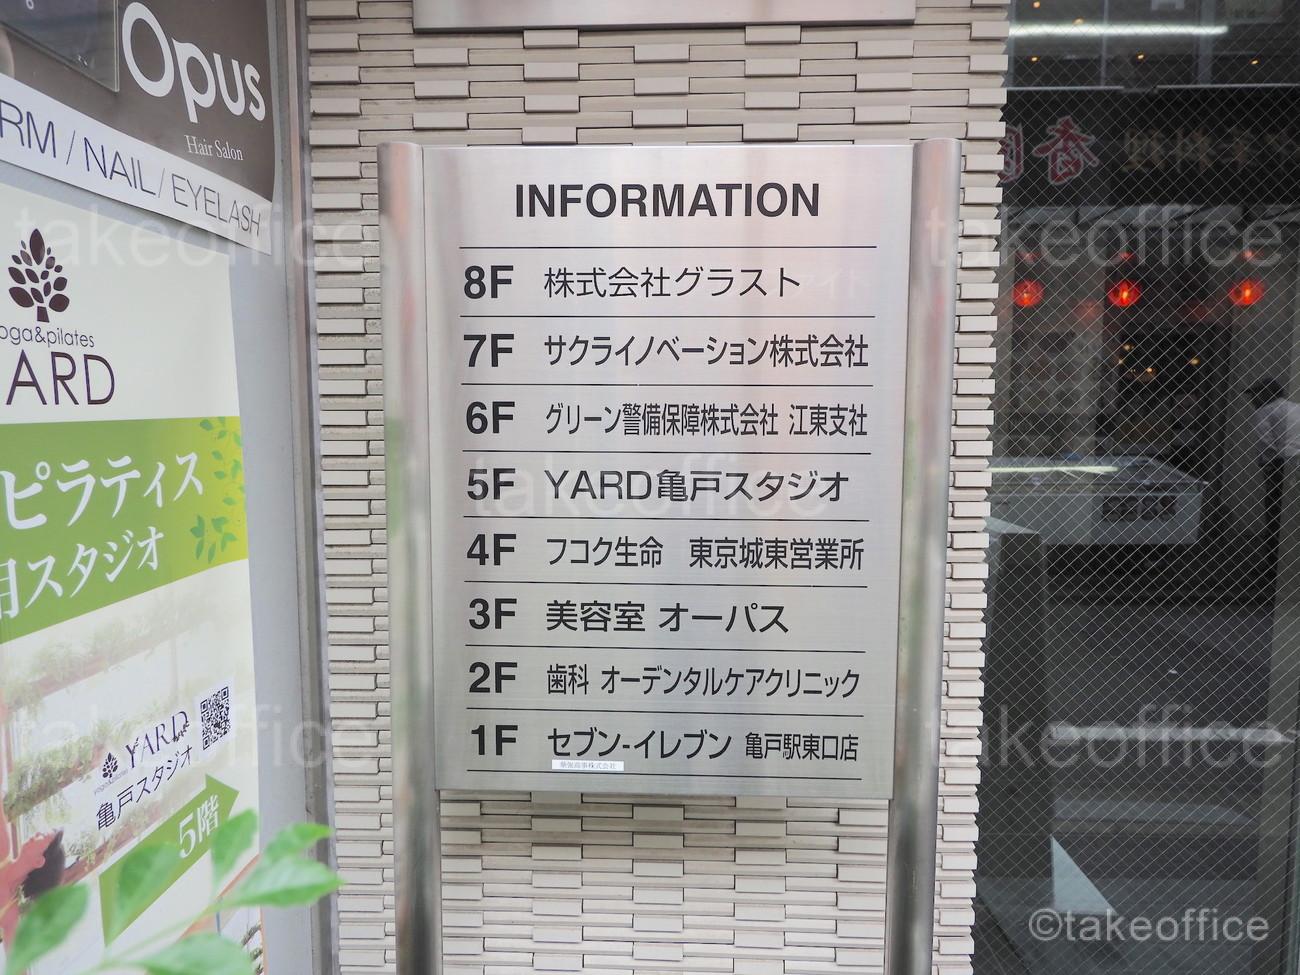 Opus
Hair Salon
RM / NAIL / EYELASH
yoga&pilates
ARD
ピラティス
用スタジオ
YARD
yoga&pilates
亀戸スタジオ
5階
INFORMATION
8F 株式会社グラスト
7F サクライノベーション株式会社
6F グリーン警備保障株式会社 江東支社
5F YARD亀戸スタジオ
4F フコク生命 東京城東営業所
3F 美容室 オーパス
2F 歯科 オーデンタルケアクリニック
1F セブン-イレブン 亀戸駅東口店
香
takeoffice
takeoffice
takeoffice
takeoffice
takeoffice
©takeoffice